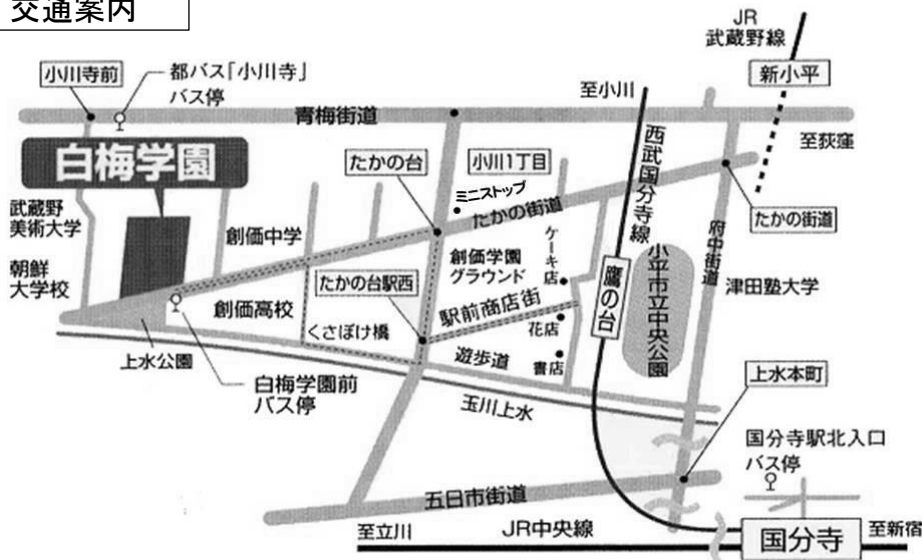 交通案内
JR
武蔵野線
新小平
小川寺前
都バス「小川寺」
バス停
至小川
青梅街道
至荻窪
白梅学園
たかの台
小川1丁目
ミニストップ
たかの街道
西武国分寺線
たかの街道
武蔵野
美術大学
創価中学
創価学園
グラウンド
ケーキ店
府中街道
朝鮮
大学校
たかの台駅西
鷹の台
小平市立中央公園
津田塾大学
創価高校
駅前商店街
花店
くさぼけ橋
遊歩道
書店
上水公園
白梅学園前
バス停
玉川上水
上水本町
国分寺駅北入口
バス停
五日市街道
至立川
JR中央線
国分寺
至新宿